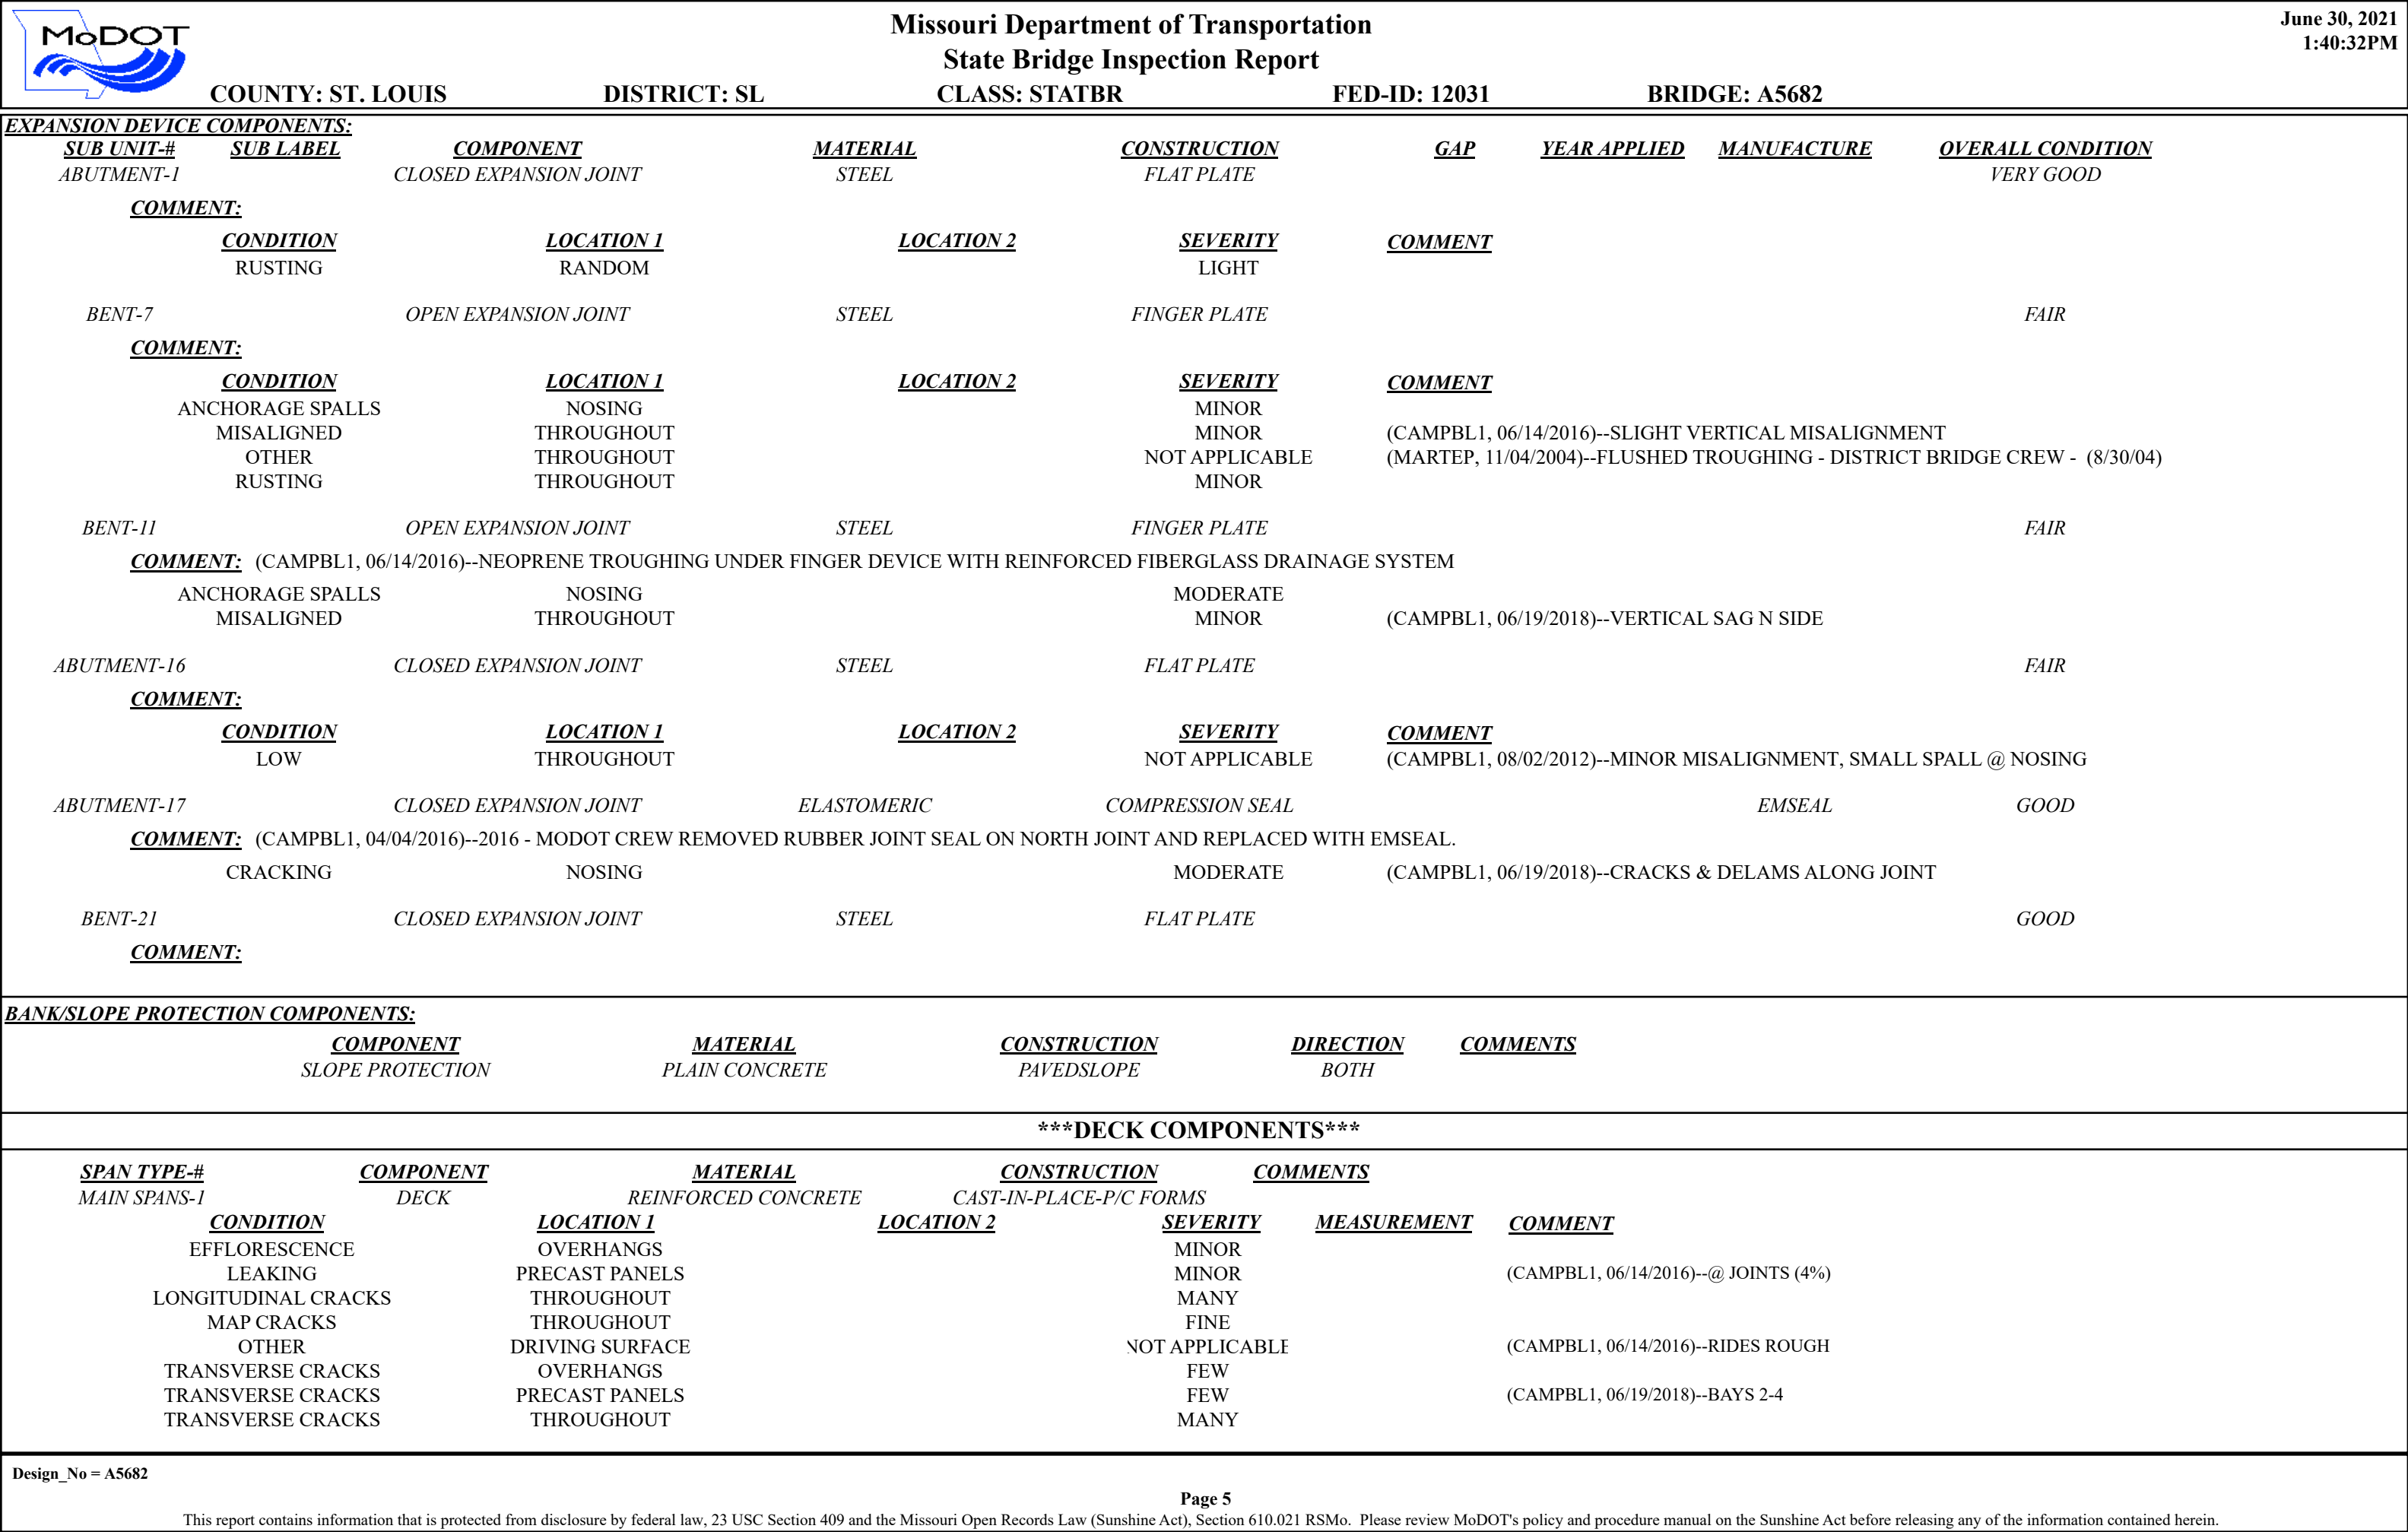 MoDOT
Missouri Department of Transportation
State Bridge Inspection Report
June 30, 2021
1:40:32PM
COUNTY: ST. LOUIS DISTRICT: SL CLASS: STATBR FED-ID: 12031 BRIDGE: A5682
EXPANSION DEVICE COMPONENTS:
SUB UNIT-# SUB LABEL COMPONENT MATERIAL CONSTRUCTION GAP YEAR APPLIED MANUFACTURE OVERALL CONDITION
ABUTMENT-1 CLOSED EXPANSION JOINT STEEL FLAT PLATE VERY GOOD
COMMENT:
CONDITION LOCATION 1 LOCATION 2 SEVERITY COMMENT
RUSTING RANDOM LIGHT
BENT-7 OPEN EXPANSION JOINT STEEL FINGER PLATE FAIR
COMMENT:
CONDITION LOCATION 1 LOCATION 2 SEVERITY COMMENT
ANCHORAGE SPALLS NOSING MINOR
MISALIGNED THROUGHOUT MINOR (CAMPBL1, 06/14/2016)--SLIGHT VERTICAL MISALIGNMENT
OTHER THROUGHOUT NOT APPLICABLE (MARTEP, 11/04/2004)--FLUSHED TROUGHING - DISTRICT BRIDGE CREW - (8/30/04)
RUSTING THROUGHOUT MINOR
BENT-11 OPEN EXPANSION JOINT STEEL FINGER PLATE FAIR
COMMENT: (CAMPBL1, 06/14/2016)--NEOPRENE TROUGHING UNDER FINGER DEVICE WITH REINFORCED FIBERGLASS DRAINAGE SYSTEM
ANCHORAGE SPALLS NOSING MODERATE
MISALIGNED THROUGHOUT MINOR (CAMPBL1, 06/19/2018)--VERTICAL SAG N SIDE
ABUTMENT-16 CLOSED EXPANSION JOINT STEEL FLAT PLATE FAIR
COMMENT:
CONDITION LOCATION 1 LOCATION 2 SEVERITY COMMENT
LOW THROUGHOUT NOT APPLICABLE (CAMPBL1, 08/02/2012)--MINOR MISALIGNMENT, SMALL SPALL @ NOSING
ABUTMENT-17 CLOSED EXPANSION JOINT ELASTOMERIC COMPRESSION SEAL EMSEAL GOOD
COMMENT: (CAMPBL1, 04/04/2016)--2016 - MODOT CREW REMOVED RUBBER JOINT SEAL ON NORTH JOINT AND REPLACED WITH EMSEAL.
CRACKING NOSING MODERATE (CAMPBL1, 06/19/2018)--CRACKS & DELAMS ALONG JOINT
BENT-21 CLOSED EXPANSION JOINT STEEL FLAT PLATE GOOD
COMMENT:
BANK/SLOPE PROTECTION COMPONENTS:
COMPONENT MATERIAL CONSTRUCTION DIRECTION COMMENTS
SLOPE PROTECTION PLAIN CONCRETE PAVEDSLOPE BOTH
***DECK COMPONENTS***
SPAN TYPE-# COMPONENT MATERIAL CONSTRUCTION COMMENTS
MAIN SPANS-1 DECK REINFORCED CONCRETE CAST-IN-PLACE-P/C FORMS
CONDITION LOCATION 1 LOCATION 2 SEVERITY MEASUREMENT COMMENT
EFFLORESCENCE OVERHANGS MINOR
LEAKING PRECAST PANELS MINOR (CAMPBL1, 06/14/2016)--@ JOINTS (4%)
LONGITUDINAL CRACKS THROUGHOUT MANY
MAP CRACKS THROUGHOUT FINE
OTHER DRIVING SURFACE NOT APPLICABLE (CAMPBL1, 06/14/2016)--RIDES ROUGH
TRANSVERSE CRACKS OVERHANGS FEW
TRANSVERSE CRACKS PRECAST PANELS FEW (CAMPBL1, 06/19/2018)--BAYS 2-4
TRANSVERSE CRACKS THROUGHOUT MANY
Design_No = A5682
Page 5
This report contains information that is protected from disclosure by federal law, 23 USC Section 409 and the Missouri Open Records Law (Sunshine Act), Section 610.021 RSMo. Please review MoDOT's policy and procedure manual on the Sunshine Act before releasing any of the information contained herein.